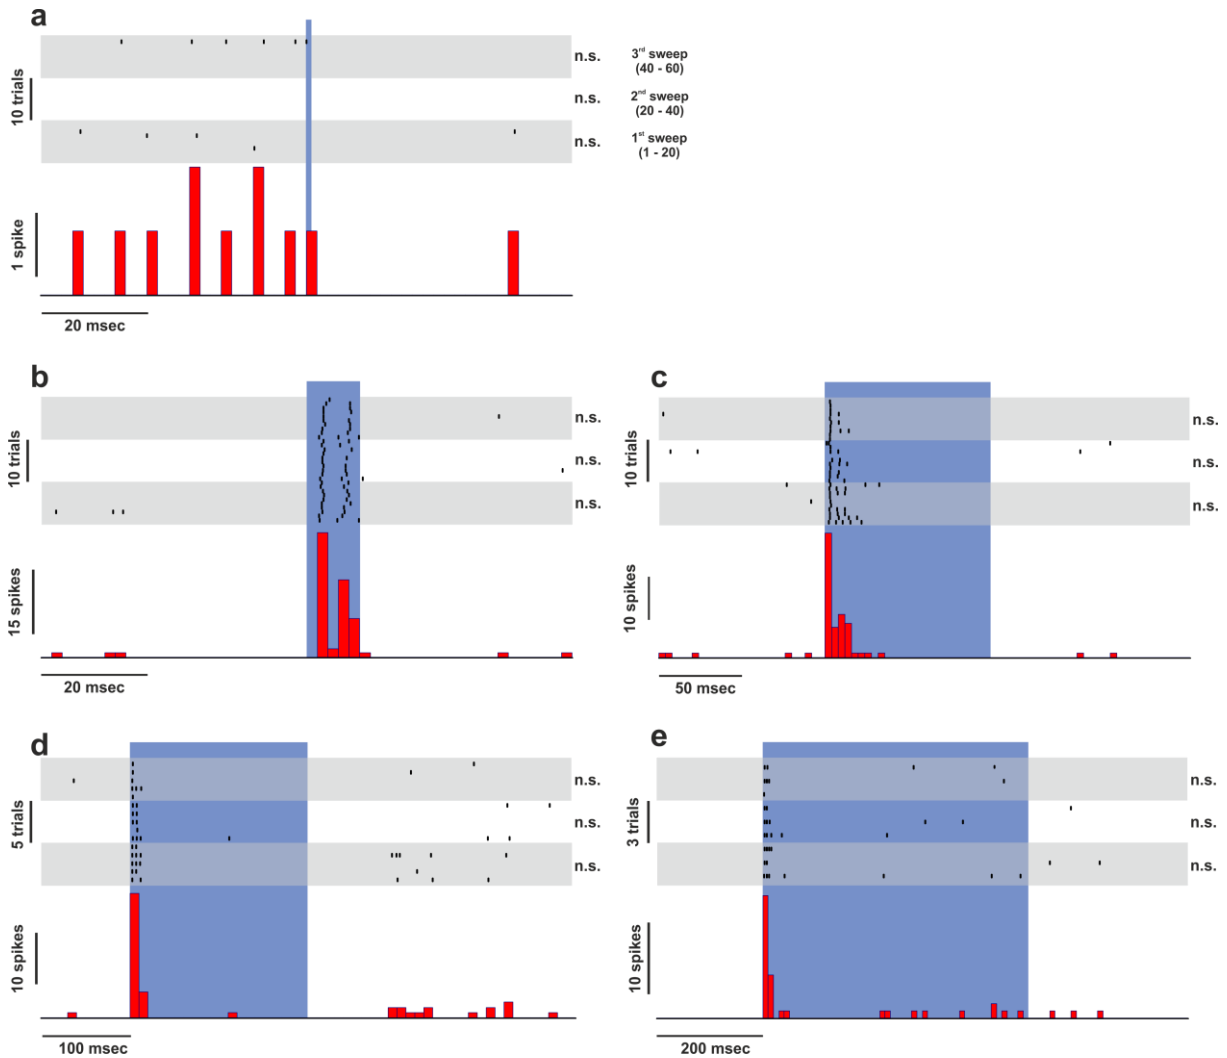 a
n.s.
3rd sweep
(40 - 60)
10 trials
n.s.
2nd sweep
(20 - 40)
n.s.
1st sweep
(1 - 20)
1 spike
20 msec
b
n.s.
10 trials
n.s.
n.s.
15 spikes
20 msec
c
n.s.
10 trials
n.s.
n.s.
10 spikes
50 msec
d
n.s.
5 trials
n.s.
n.s.
10 spikes
100 msec
e
n.s.
3 trials
n.s.
n.s.
10 spikes
200 msec